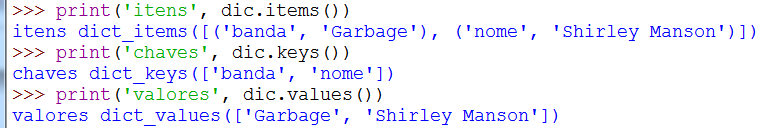 >>> print('itens', dic.items())
itens dict_items([('banda', 'Garbage'), ('nome', 'Shirley Manson')])
>>> print('chaves', dic.keys())
chaves dict_keys(['banda', 'nome'])
>>> print('valores', dic.values())
valores dict_values(['Garbage', 'Shirley Manson'])